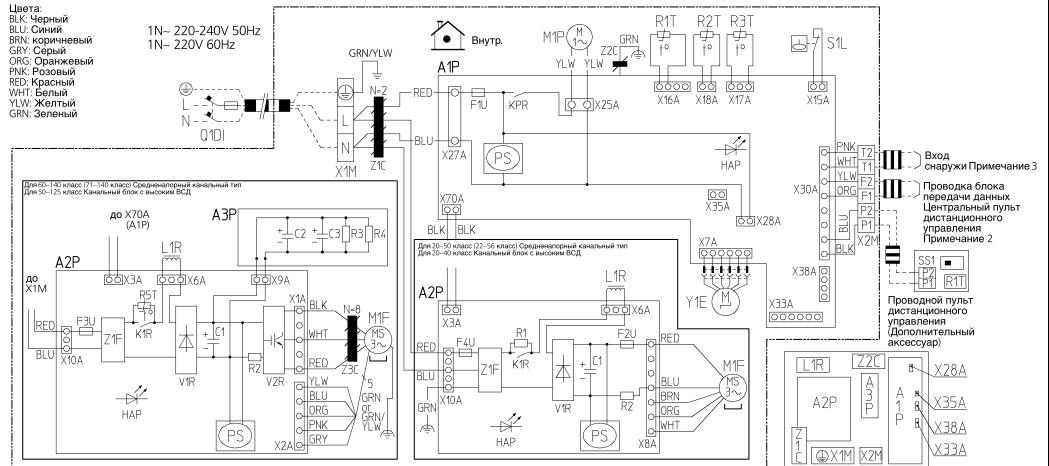 Цвета:
BLK: Черный
BLU: Синий
BRN: коричневый
GRY: Серый
ORG: Оранжевый
PNK: Розовый
RED: Красный
WHT: Белый
YLW: Желтый
GRN: Зеленый
1N~ 220-240V 50Hz
1N~ 220V 60Hz
L
N
Q1DI
GRN/YLW
N=2
L
N
X1M
Z1C
RED
BLU
Внутр.
A1P
X27A
F1U
KPR
PS
M1P
M
1~
YLW
YLW
X25A
Z2C
GRN
R1T
R2T
R3T
t°
t°
t°
X16A
X18A
X17A
S1L
X15A
HAP
X35A
X28A
X70A
BLK
BLK
X30A
PNK
WHT
YLW
ORG
BLU
BLK
T2
T1
F2
F1
P2
P1
X2M
X38A
X33A
X7A
Y1E
M
Вход
снаружи Примечание 3
Проводка блока
передачи данных
Центральный пульт
дистанционного
управления
Примечание 2
SS1
P2
P1
R1T
Проводной пульт
дистанционного
управления
(Дополнительный
аксессуар)
Для 60-140 класс (71-140 класс) Средненапорный канальный тип
Для 50-125 класс Канальный блок с высоким ВСД
до X70A
(A1P)
A3P
C2
C3
R3
R4
до
X1M
A2P
L1R
X3A
X6A
X9A
R5T
RED
BLU
F3U
X10A
Z1F
K1R
V1R
C1
R2
V2R
PS
HAP
X1A
BLK
WHT
RED
N=8
Z3C
M1F
MS
3~
YLW
BLU
ORG
PNK
GRY
X2A
5
GRN
or
GRN/
YLW
Для 20-50 класс (22-56 класс) Средненапорный канальный тип
Для 20-40 класс Канальный блок с высоким ВСД
A2P
L1R
X3A
X6A
RED
BLU
GRN
F4U
X10A
Z1F
R1
K1R
V1R
C1
F2U
R2
PS
HAP
X8A
RED
BLU
BRN
ORG
WHT
M1F
MS
3~
L1R
Z2C
A2P
A3P
A1P
Z1C
X1M
X2M
X28A
X35A
X38A
X33A